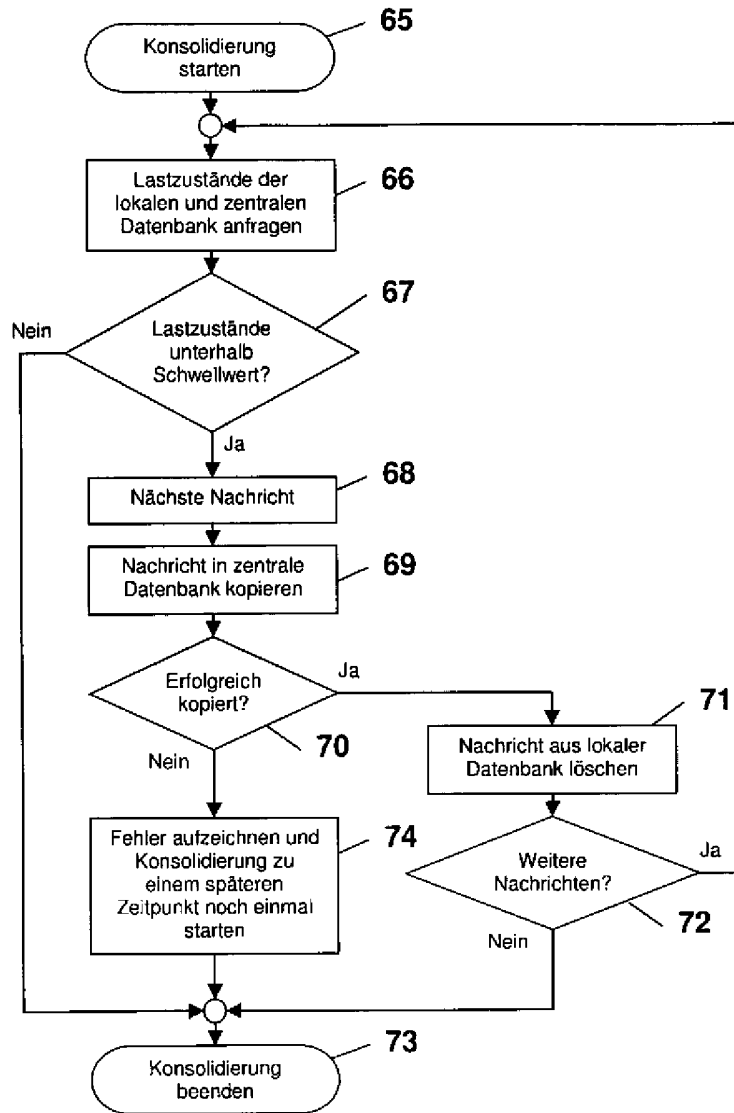 65
Konsolidierung
starten
66
Lastzustände der
lokalen und zentralen
Datenbank anfragen
67
Nein
Lastzustände
unterhalb
Schwellwert?
Ja
68
Nächste Nachricht
69
Nachricht in zentrale
Datenbank kopieren
Ja
Erfolgreich
kopiert?
70
Nein
71
Nachricht aus lokaler
Datenbank löschen
74
Fehler aufzeichnen und
Konsolidierung zu
einem späteren
Zeitpunkt noch einmal
starten
Ja
Weitere
Nachrichten?
72
Nein
73
Konsolidierung
beenden